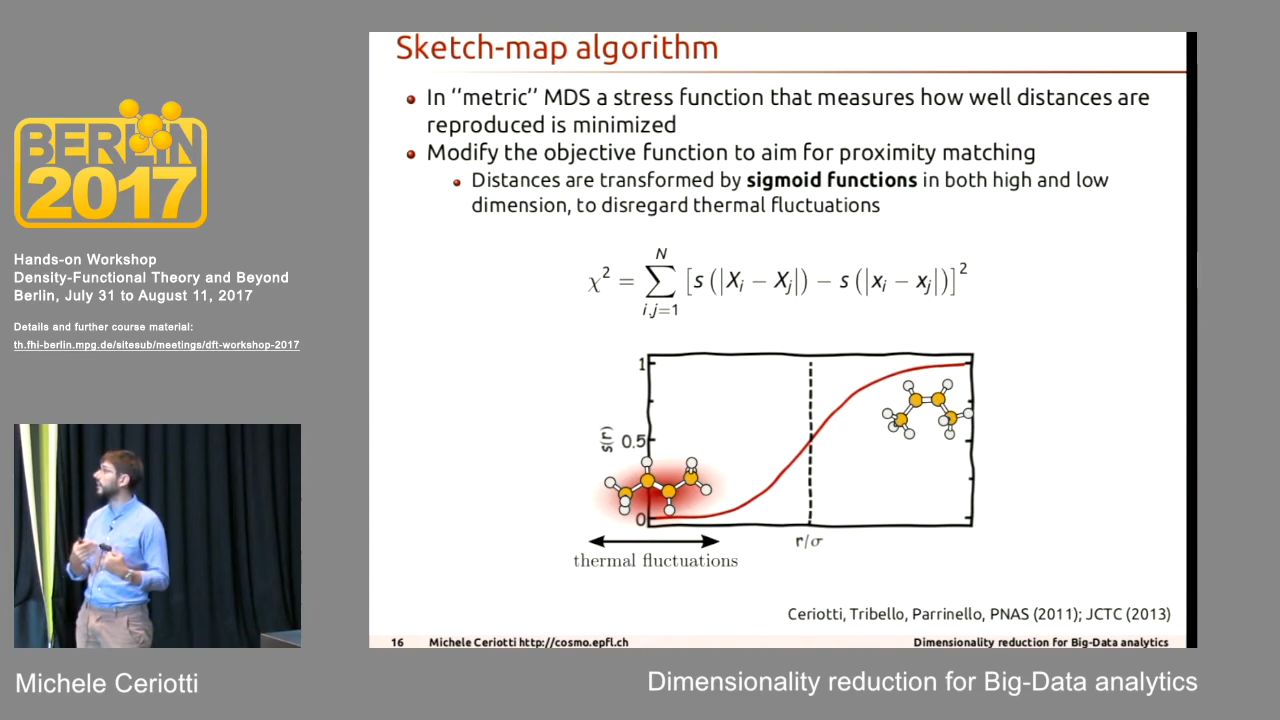 Sketch-map algorithm
In ‘‘metric’’ MDS a stress function that measures how well distances are
reproduced is minimized
Modify the objective function to aim for proximity matching
Distances are transformed by sigmoid functions in both high and low
dimension, to disregard thermal fluctuations
χ² = ∑ᵢ,ⱼ₌₁ᴺ [s (|Xᵢ − Xⱼ|) − s (|xᵢ − xⱼ|)]²
1
s(r)
0.5
0
r/σ
thermal fluctuations
Ceriotti, Tribello, Parrinello, PNAS (2011); JCTC (2013)
16 Michele Ceriotti http://cosmo.epfl.ch Dimensionality reduction for Big-Data analytics
BERLIN
2017
Hands-on Workshop
Density-Functional Theory and Beyond
Berlin, July 31 to August 11, 2017
Details and further course material:
th.fhi-berlin.mpg.de/sitesub/meetings/dft-workshop-2017
Michele Ceriotti
Dimensionality reduction for Big-Data analytics